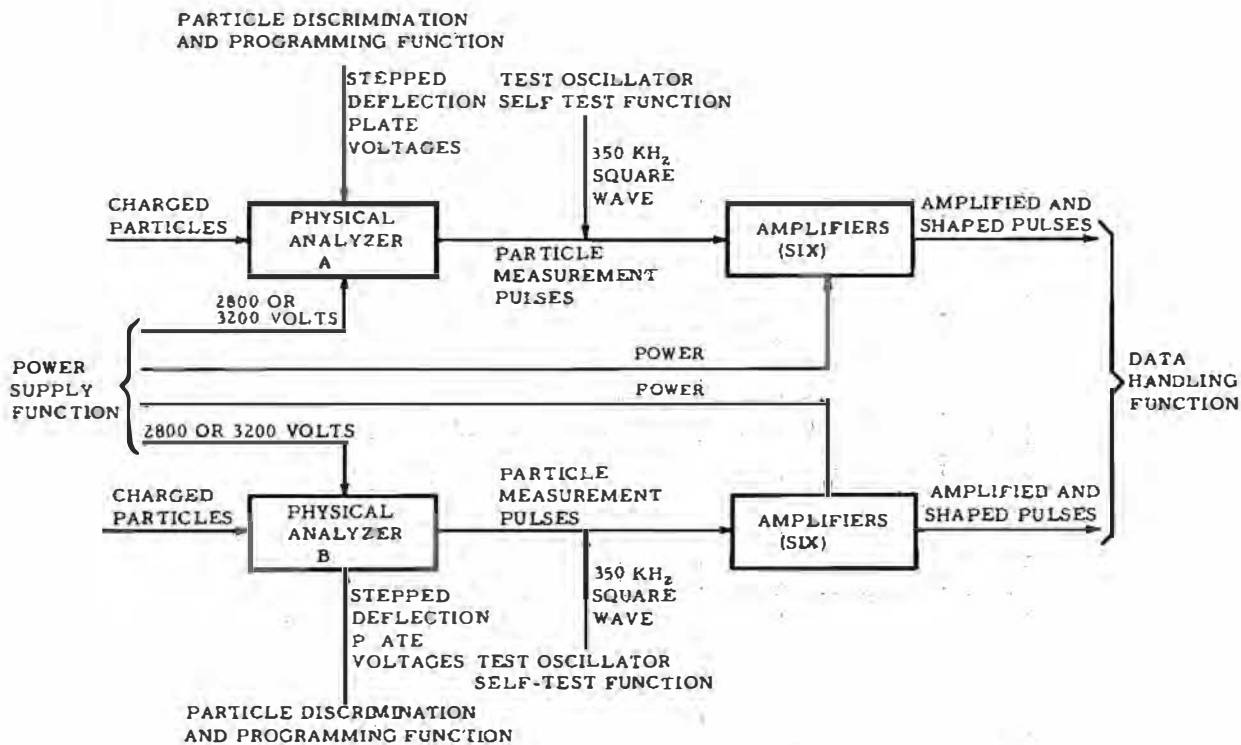 PARTICLE DISCRIMINATION
AND PROGRAMMING FUNCTION
STEPPED
DEFLECTION
PLATE
VOLTAGES
TEST OSCILLATOR
SELF TEST FUNCTION
350 KHz
SQUARE
WAVE
CHARGED
PARTICLES
PHYSICAL
ANALYZER
A
PARTICLE
MEASUREMENT
PULSES
AMPLIFIERS
(SIX)
AMPLIFIED AND
SHAPED PULSES
2800 OR
3200 VOLTS
POWER
SUPPLY
FUNCTION
POWER
POWER
DATA
HANDLING
FUNCTION
2800 OR 3200 VOLTS
CHARGED
PARTICLES
PHYSICAL
ANALYZER
B
PARTICLE
MEASUREMENT
PULSES
AMPLIFIERS
(SIX)
AMPLIFIED AND
SHAPED PULSES
STEPPED
DEFLECTION
P ATE
VOLTAGES
350 KHz
SQUARE
WAVE
TEST OSCILLATOR
SELF-TEST FUNCTION
PARTICLE DISCRIMINATION
AND PROGRAMMING FUNCTION